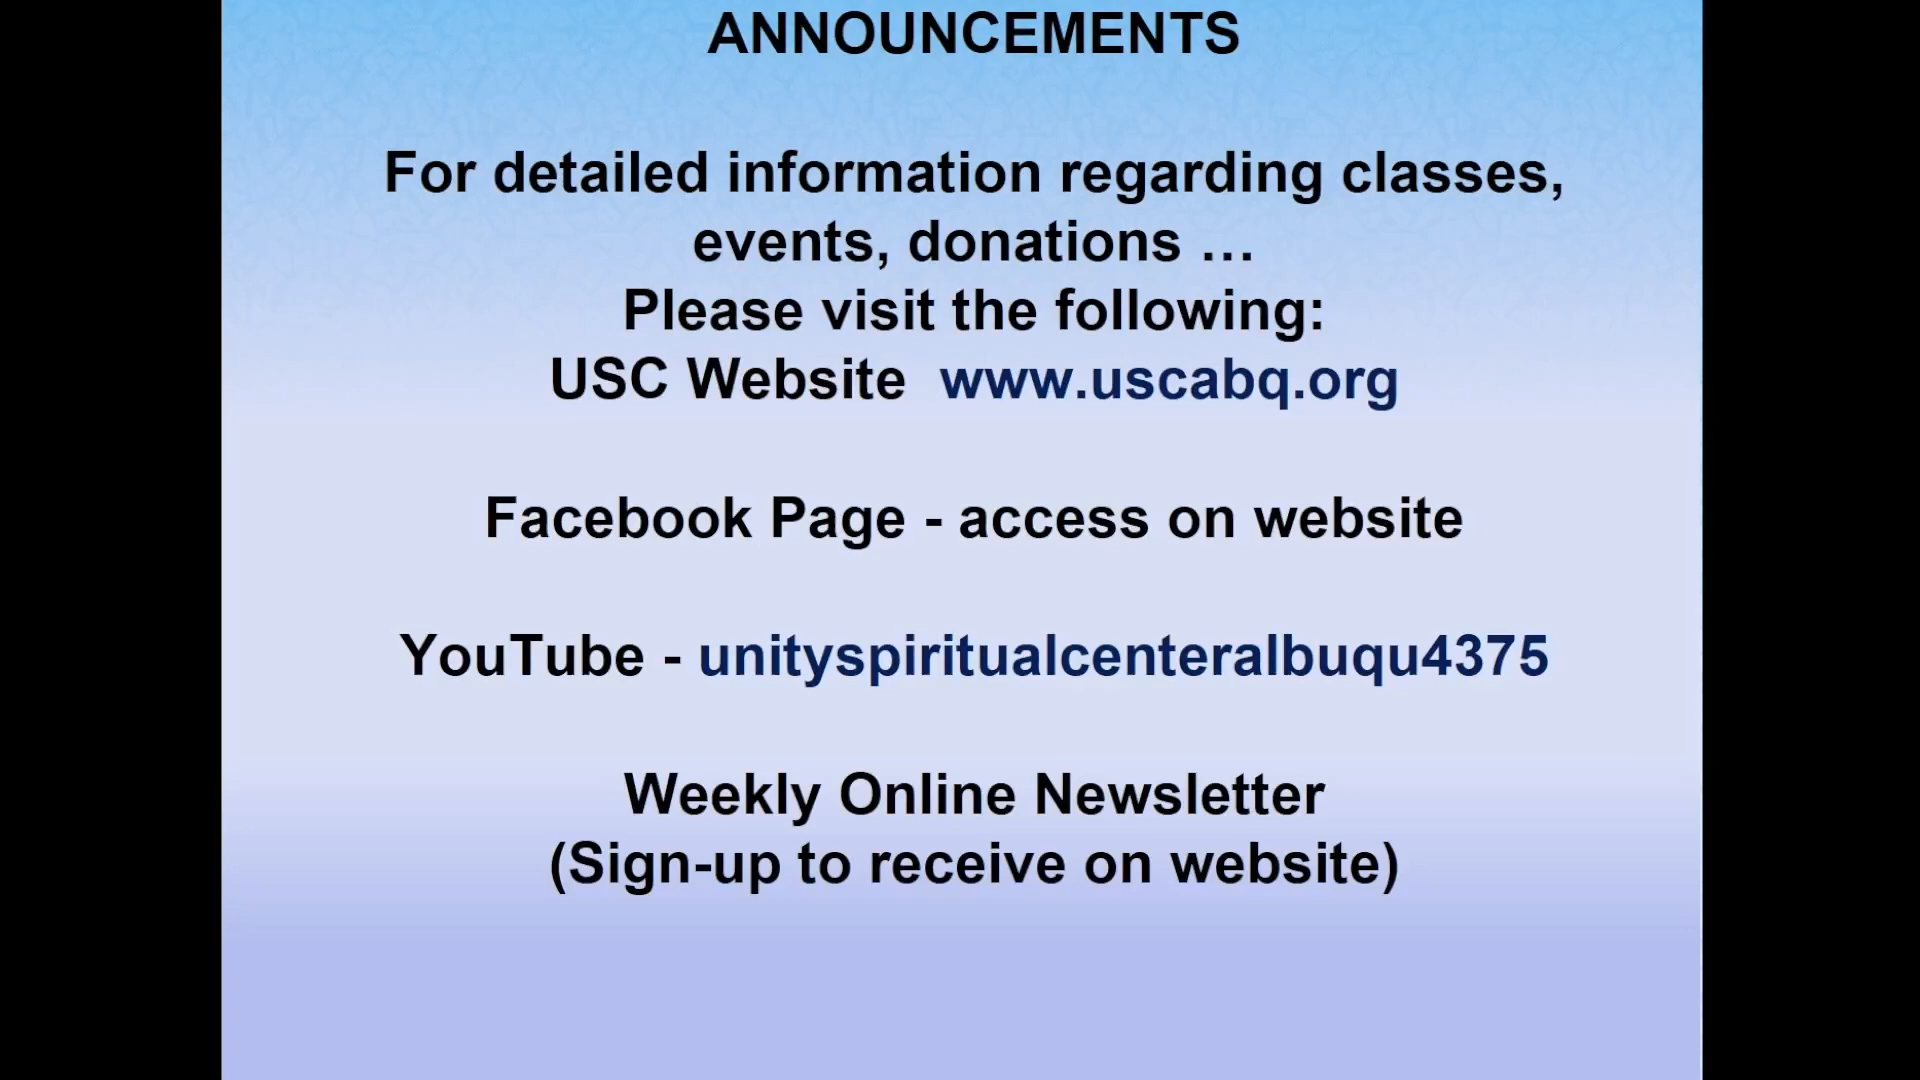 ANNOUNCEMENTS
For detailed information regarding classes,
events, donations …
Please visit the following:
USC Website www.uscabq.org
Facebook Page - access on website
YouTube - unityspiritualcenteralbuqu4375
Weekly Online Newsletter
(Sign-up to receive on website)